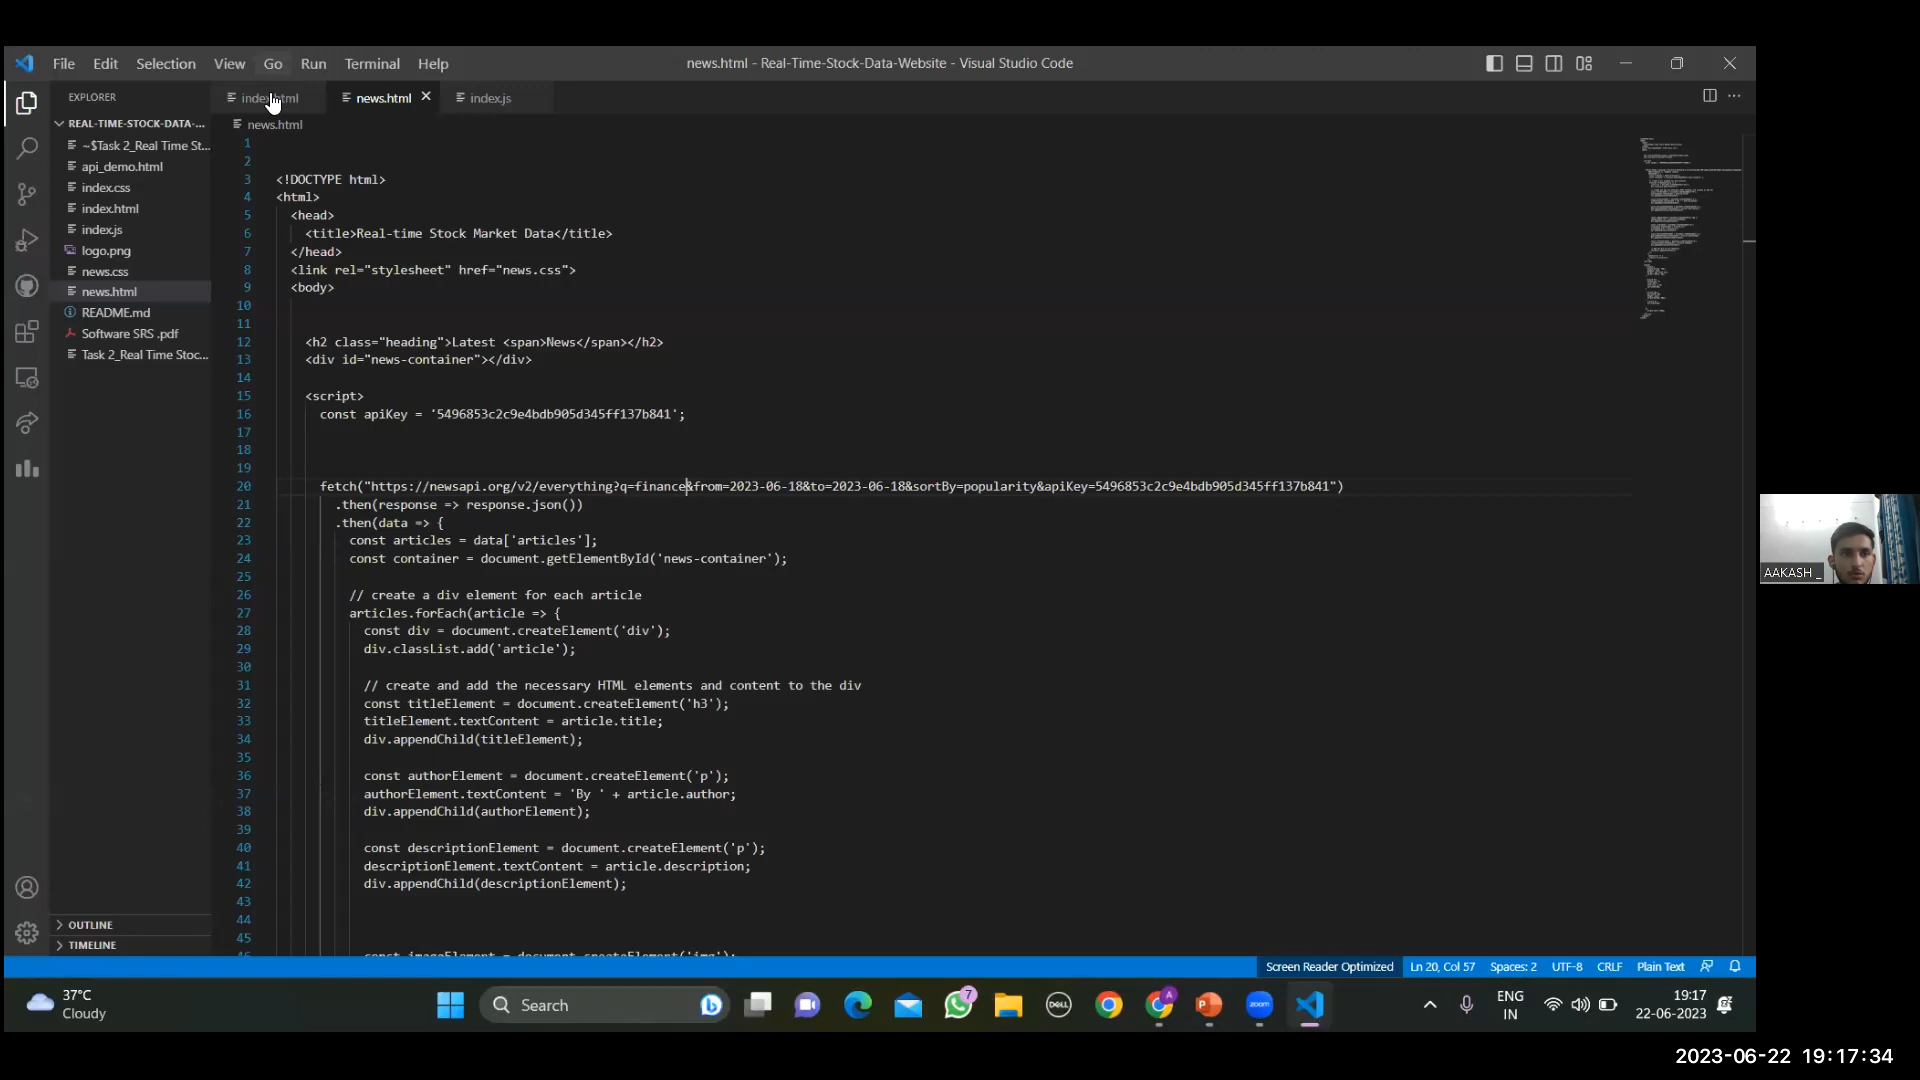 File Edit Selection View Go Run Terminal Help
news.html - Real-Time-Stock-Data-Website - Visual Studio Code
EXPLORER
REAL-TIME-STOCK-DATA-...
~$Task 2_Real Time St...
api_demo.html
index.css
index.html
index.js
logo.png
news.css
news.html
README.md
Software SRS .pdf
Task 2_Real Time Stoc...
OUTLINE
TIMELINE
index.html news.html index.js
news.html
1
2
3 <!DOCTYPE html>
4 <html>
5 <head>
6 <title>Real-time Stock Market Data</title>
7 </head>
8 <link rel="stylesheet" href="news.css">
9 <body>
10
11
12 <h2 class="heading">Latest <span>News</span></h2>
13 <div id="news-container"></div>
14
15 <script>
16 const apiKey = '5496853c2c9e4bdb905d345ff137b841';
17
18
19
20 fetch("https://newsapi.org/v2/everything?q=finance&from=2023-06-18&to=2023-06-18&sortBy=popularity&apiKey=5496853c2c9e4bdb905d345ff137b841")
21 .then(response => response.json())
22 .then(data => {
23 const articles = data['articles'];
24 const container = document.getElementById('news-container');
25
26 // create a div element for each article
27 articles.forEach(article => {
28 const div = document.createElement('div');
29 div.classList.add('article');
30
31 // create and add the necessary HTML elements and content to the div
32 const titleElement = document.createElement('h3');
33 titleElement.textContent = article.title;
34 div.appendChild(titleElement);
35
36 const authorElement = document.createElement('p');
37 authorElement.textContent = 'By ' + article.author;
38 div.appendChild(authorElement);
39
40 const descriptionElement = document.createElement('p');
41 descriptionElement.textContent = article.description;
42 div.appendChild(descriptionElement);
43
44
45
46 const imageElement = document.createElement('img');
AAKASH _
Screen Reader Optimized Ln 20, Col 57 Spaces: 2 UTF-8 CRLF Plain Text
37°C
Cloudy
Search
7
A
DELL
zoom
ENG
IN
19:17
22-06-2023
2023-06-22 19:17:34